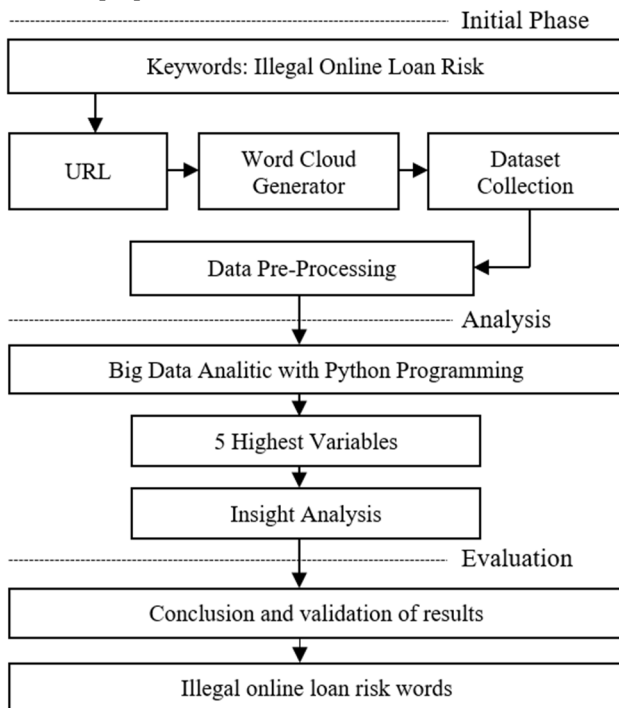 Initial Phase
Keywords: Illegal Online Loan Risk
URL
Word Cloud
Generator
Dataset
Collection
Data Pre-Processing
Analysis
Big Data Analitic with Python Programming
5 Highest Variables
Insight Analysis
Evaluation
Conclusion and validation of results
Illegal online loan risk words